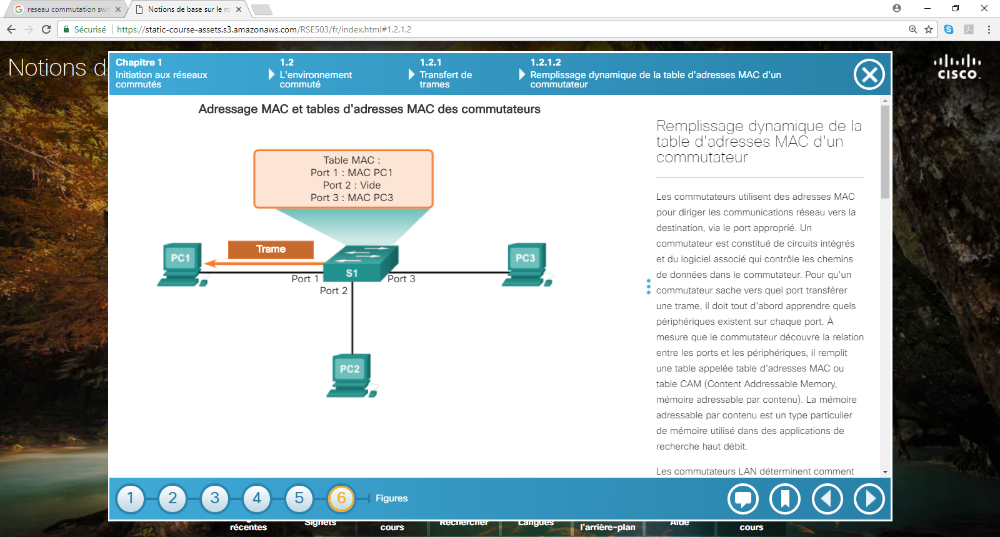 reseau commutation swi
Notions de base sur le ro
Sécurisé
https://static-course-assets.s3.amazonaws.com/RSE503/fr/index.html#1.2.1.2
Notions d
Chapitre 1
Initiation aux réseaux
commutés
1.2
L'environnement
commuté
1.2.1
Transfert de
trames
1.2.1.2
Remplissage dynamique de la table d'adresses MAC d'un
commutateur
CISCO.
Adressage MAC et tables d'adresses MAC des commutateurs
Table MAC :
Port 1 : MAC PC1
Port 2 : Vide
Port 3 : MAC PC3
Trame
PC1
PC3
S1
Port 1
Port 3
Port 2
PC2
Remplissage dynamique de la
table d'adresses MAC d'un
commutateur
Les commutateurs utilisent des adresses MAC
pour diriger les communications réseau vers la
destination, via le port approprié. Un
commutateur est constitué de circuits intégrés
et du logiciel associé qui contrôle les chemins
de données dans le commutateur. Pour qu'un
commutateur sache vers quel port transférer
une trame, il doit tout d'abord apprendre quels
périphériques existent sur chaque port. À
mesure que le commutateur découvre la relation
entre les ports et les périphériques, il remplit
une table appelée table d'adresses MAC ou
table CAM (Content Addressable Memory,
mémoire adressable par contenu). La mémoire
adressable par contenu est un type particulier
de mémoire utilisé dans des applications de
recherche haut débit.
Les commutateurs LAN déterminent comment
1
2
3
4
5
6
Figures
récentes
Signets
cours
Rechercher
Langues
l'arrière-plan
Aide
cours